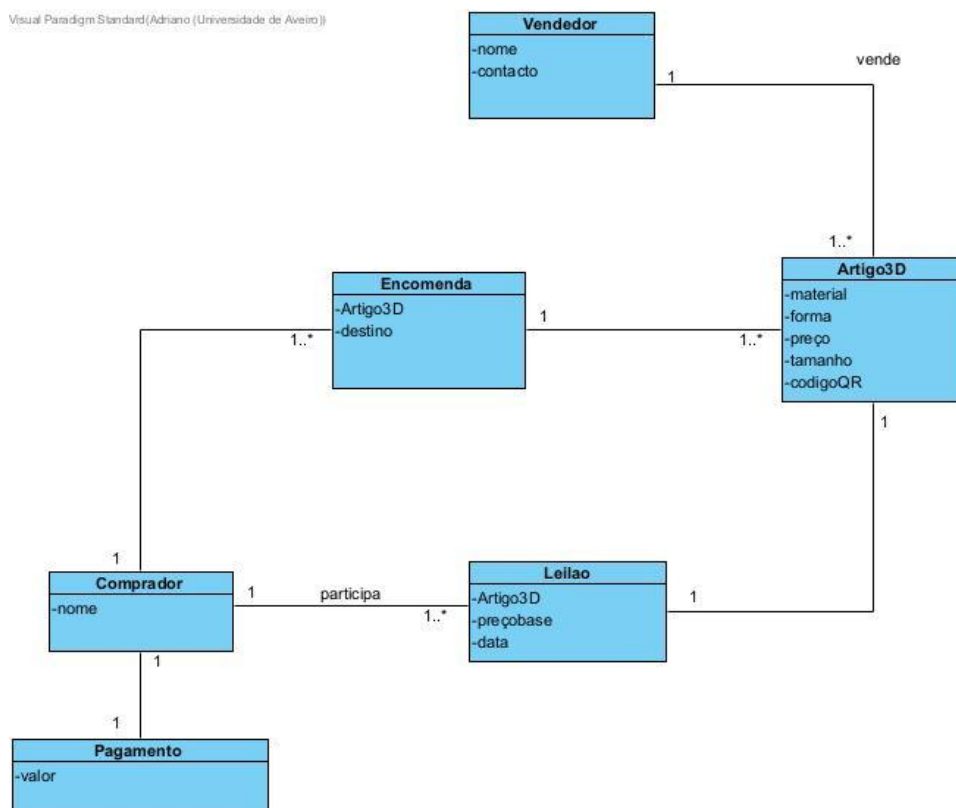 Visual Paradigm Standard(Adriano (Universidade de Aveiro))
Vendedor
-nome
-contacto
1
vende
1..*
Artigo3D
-material
-forma
-preço
-tamanho
-codigoQR
Encomenda
-Artigo3D
-destino
1..*
1
1..*
1
1
Comprador
-nome
1
participa
1..*
Leilao
-Artigo3D
-preçobase
-data
1
1
1
Pagamento
-valor